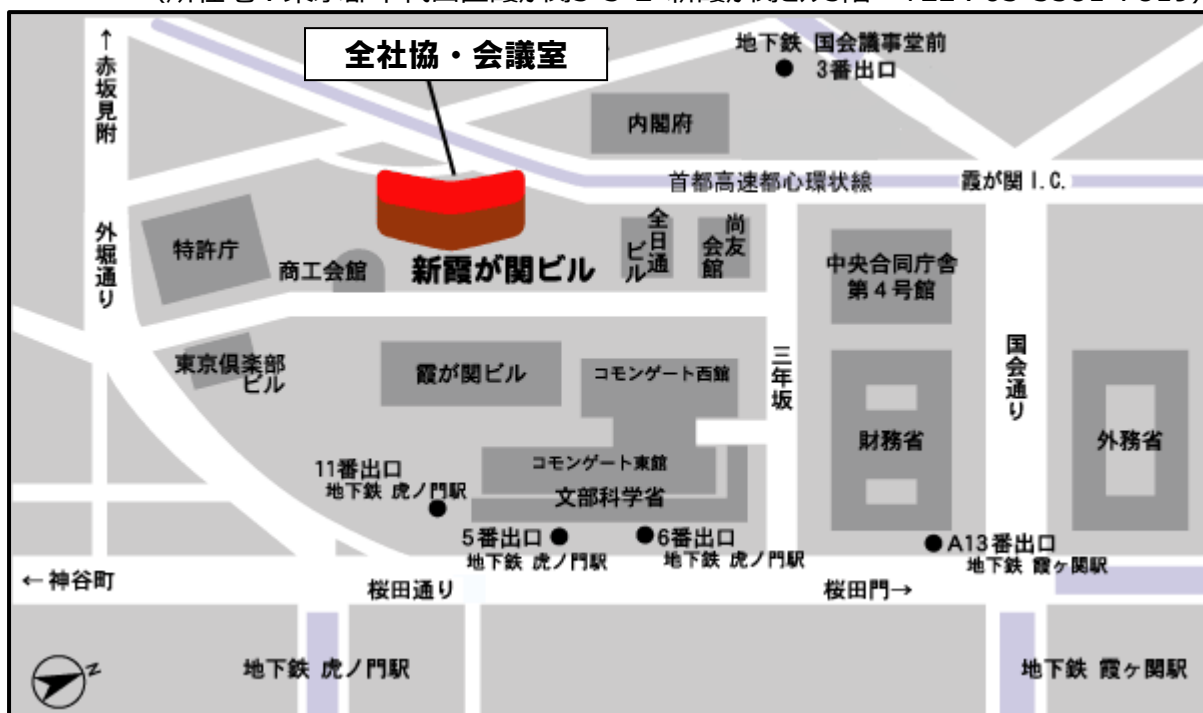 全社協・会議室
↑赤坂見附
地下鉄 国会議事堂前
● 3番出口
内閣府
首都高速都心環状線
霞が関 I.C.
外堀通り
特許庁
商工会館
新霞が関ビル
全日通
ビル
尚友
会館
中央合同庁舎
第4号館
東京倶楽部
ビル
霞が関ビル
コモンゲート西館
三年坂
国会通り
財務省
外務省
コモンゲート東館
文部科学省
11番出口
地下鉄 虎ノ門駅
5番出口●
地下鉄 虎ノ門駅
●6番出口
地下鉄 虎ノ門駅
●A13番出口
地下鉄 霞ヶ関駅
←神谷町
桜田通り
桜田門→
地下鉄 虎ノ門駅
地下鉄 霞ヶ関駅
N